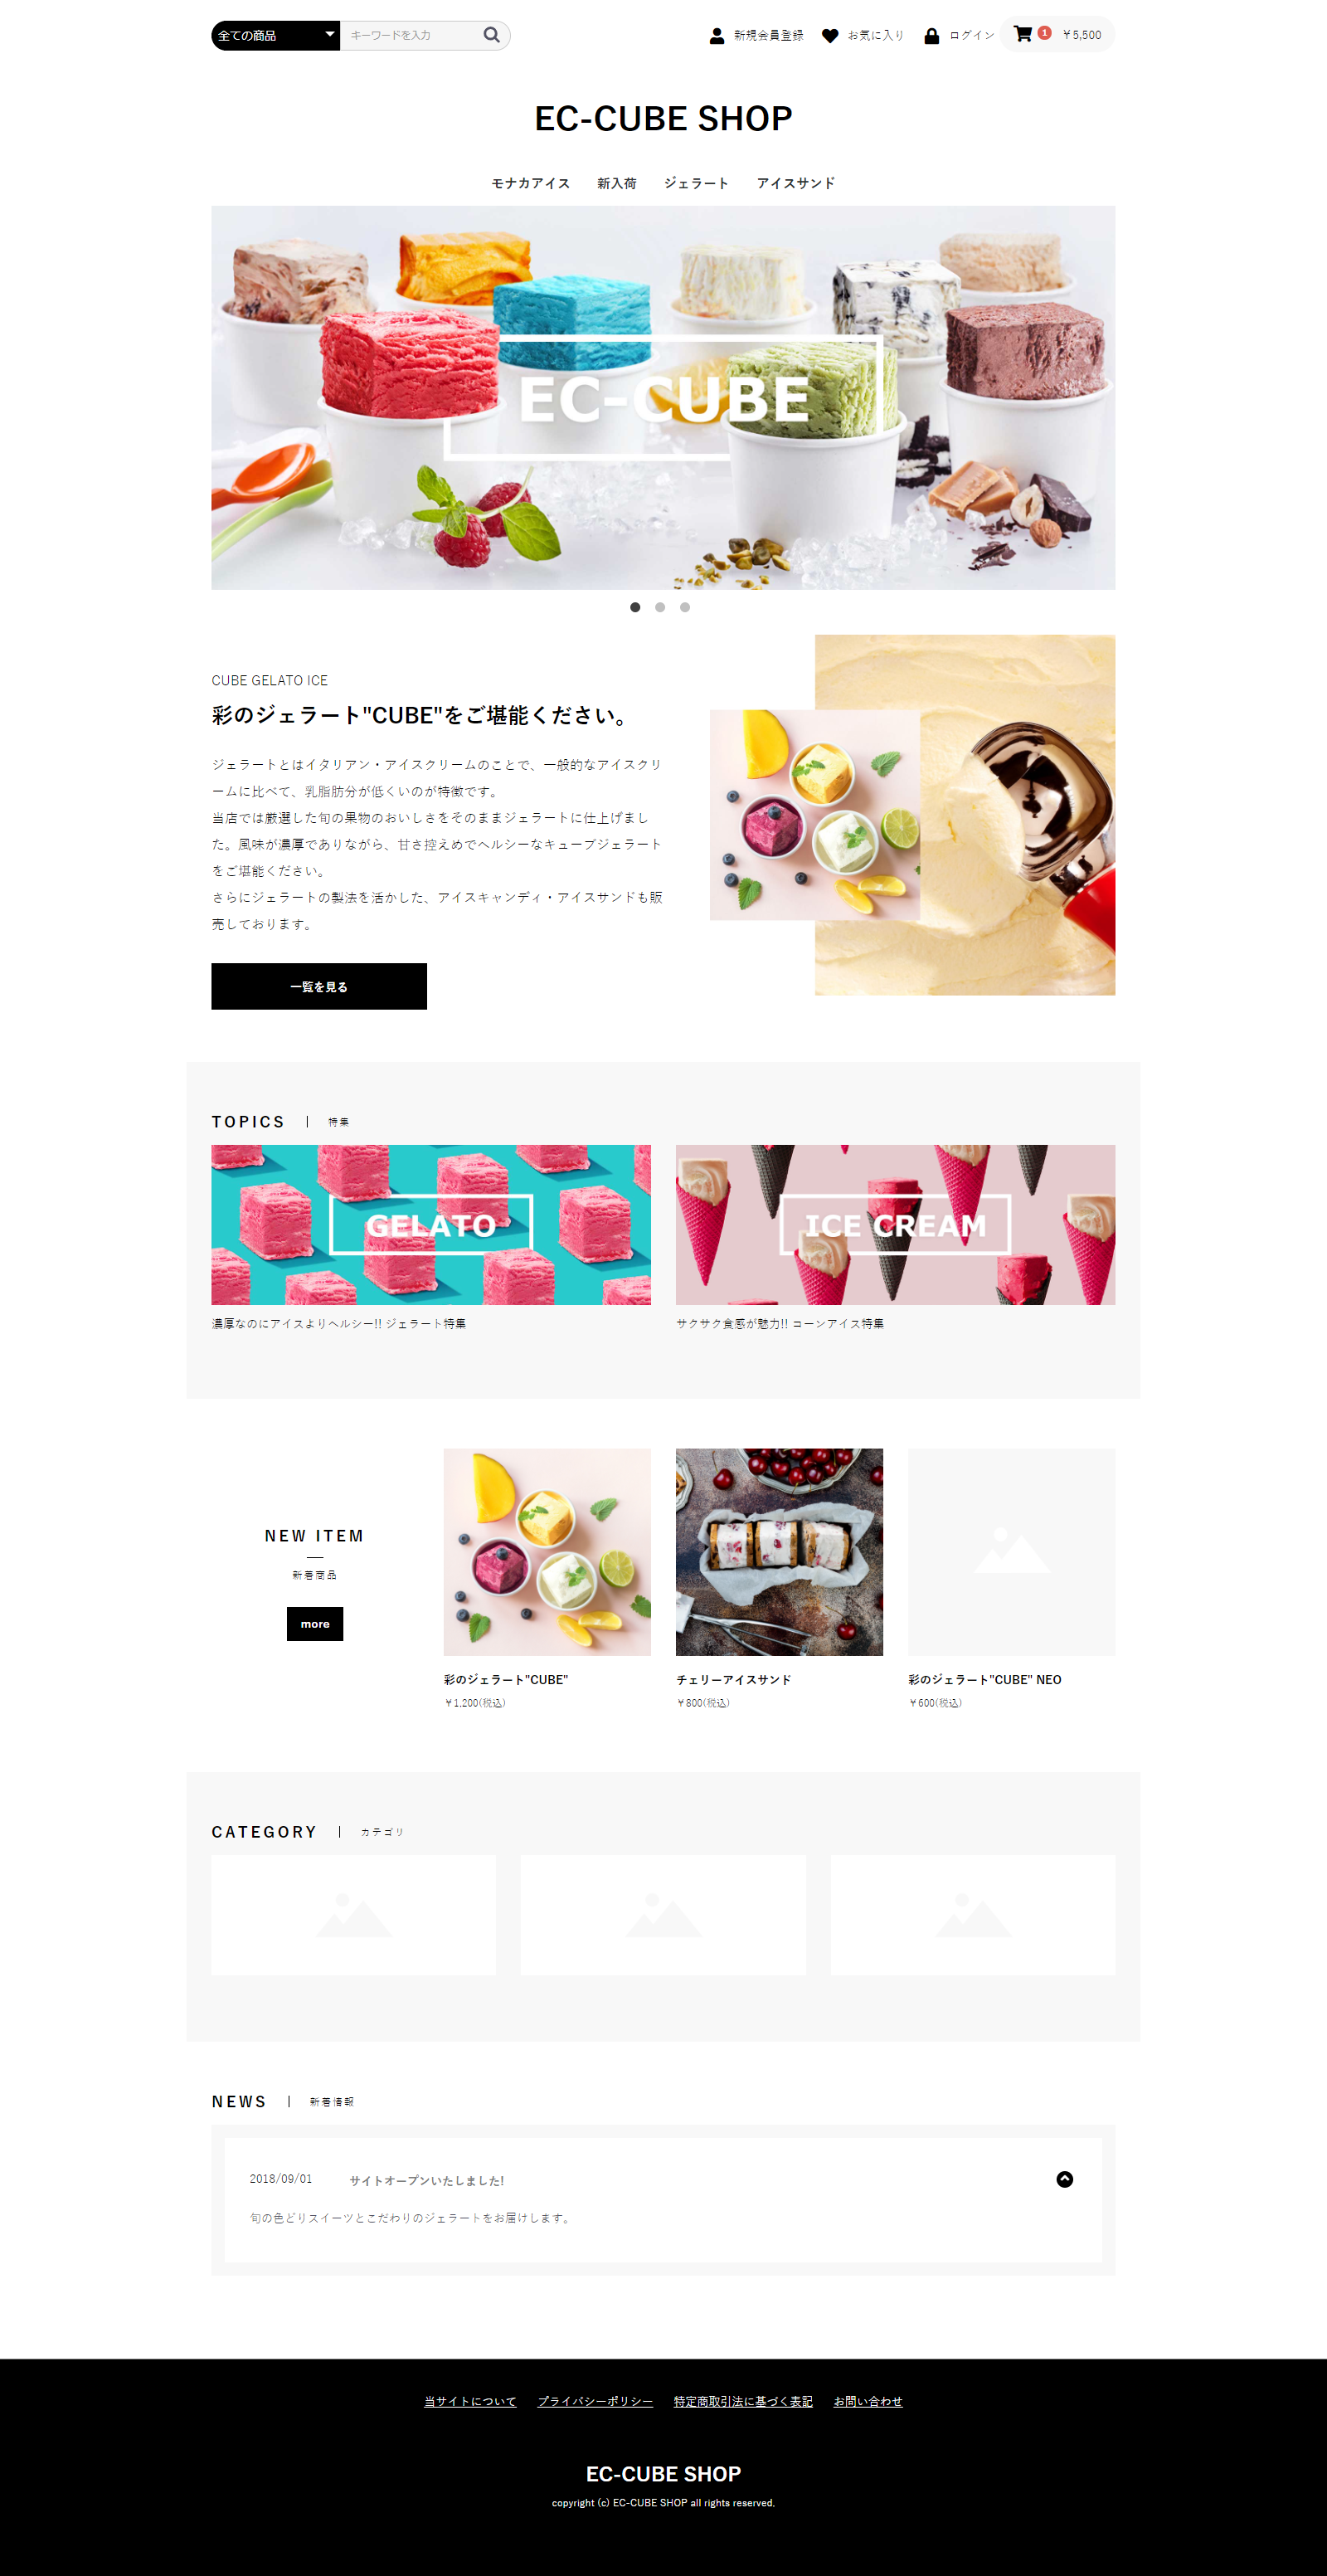 全ての商品
キーワードを入力
新規会員登録
お気に入り
ログイン
1
￥5,500
EC-CUBE SHOP
モナカアイス
新入荷
ジェラート
アイスサンド
EC-CUBE
CUBE GELATO ICE
彩のジェラート"CUBE"をご堪能ください。
ジェラートとはイタリアン・アイスクリームのことで、一般的なアイスクリ
ームに比べて、乳脂肪分が低くいのが特徴です。
当店では厳選した旬の果物のおいしさをそのままジェラートに仕上げまし
た。風味が濃厚でありながら、甘さ控えめでヘルシーなキューブジェラート
をご堪能ください。
さらにジェラートの製法を活かした、アイスキャンディ・アイスサンドも販
売しております。
一覧を見る
TOPICS
特集
GELATO
ICE CREAM
濃厚なのにアイスよりヘルシー!! ジェラート特集
サクサク食感が魅力!! コーンアイス特集
NEW ITEM
新着商品
more
彩のジェラート"CUBE"
￥1,200(税込)
チェリーアイスサンド
￥800(税込)
彩のジェラート"CUBE" NEO
￥600(税込)
CATEGORY
カテゴリ
NEWS
新着情報
2018/09/01
サイトオープンいたしました!
旬の色どりスイーツとこだわりのジェラートをお届けします。
当サイトについて
プライバシーポリシー
特定商取引法に基づく表記
お問い合わせ
EC-CUBE SHOP
copyright (c) EC-CUBE SHOP all rights reserved.